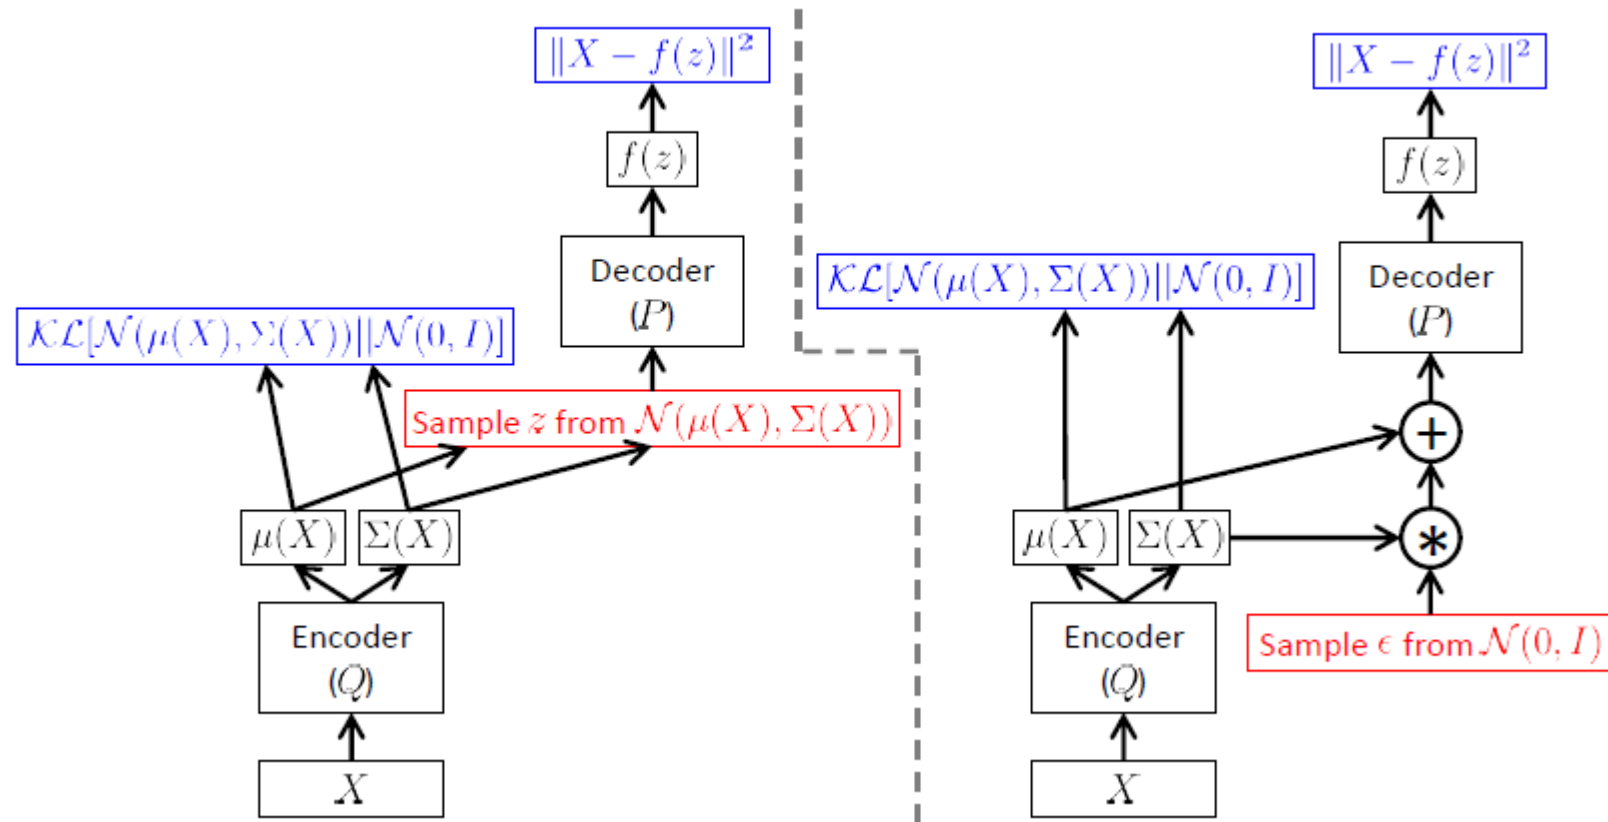 ‖X − f(z)‖²
f(z)
Decoder
(P)
𝒦ℒ[𝒩(μ(X), Σ(X))||𝒩(0, I)]
Sample z from 𝒩(μ(X), Σ(X))
μ(X)
Σ(X)
Encoder
(Q)
X
‖X − f(z)‖²
f(z)
Decoder
(P)
𝒦ℒ[𝒩(μ(X), Σ(X))||𝒩(0, I)]
+
μ(X)
Σ(X)
*
Encoder
(Q)
Sample ϵ from 𝒩(0, I)
X